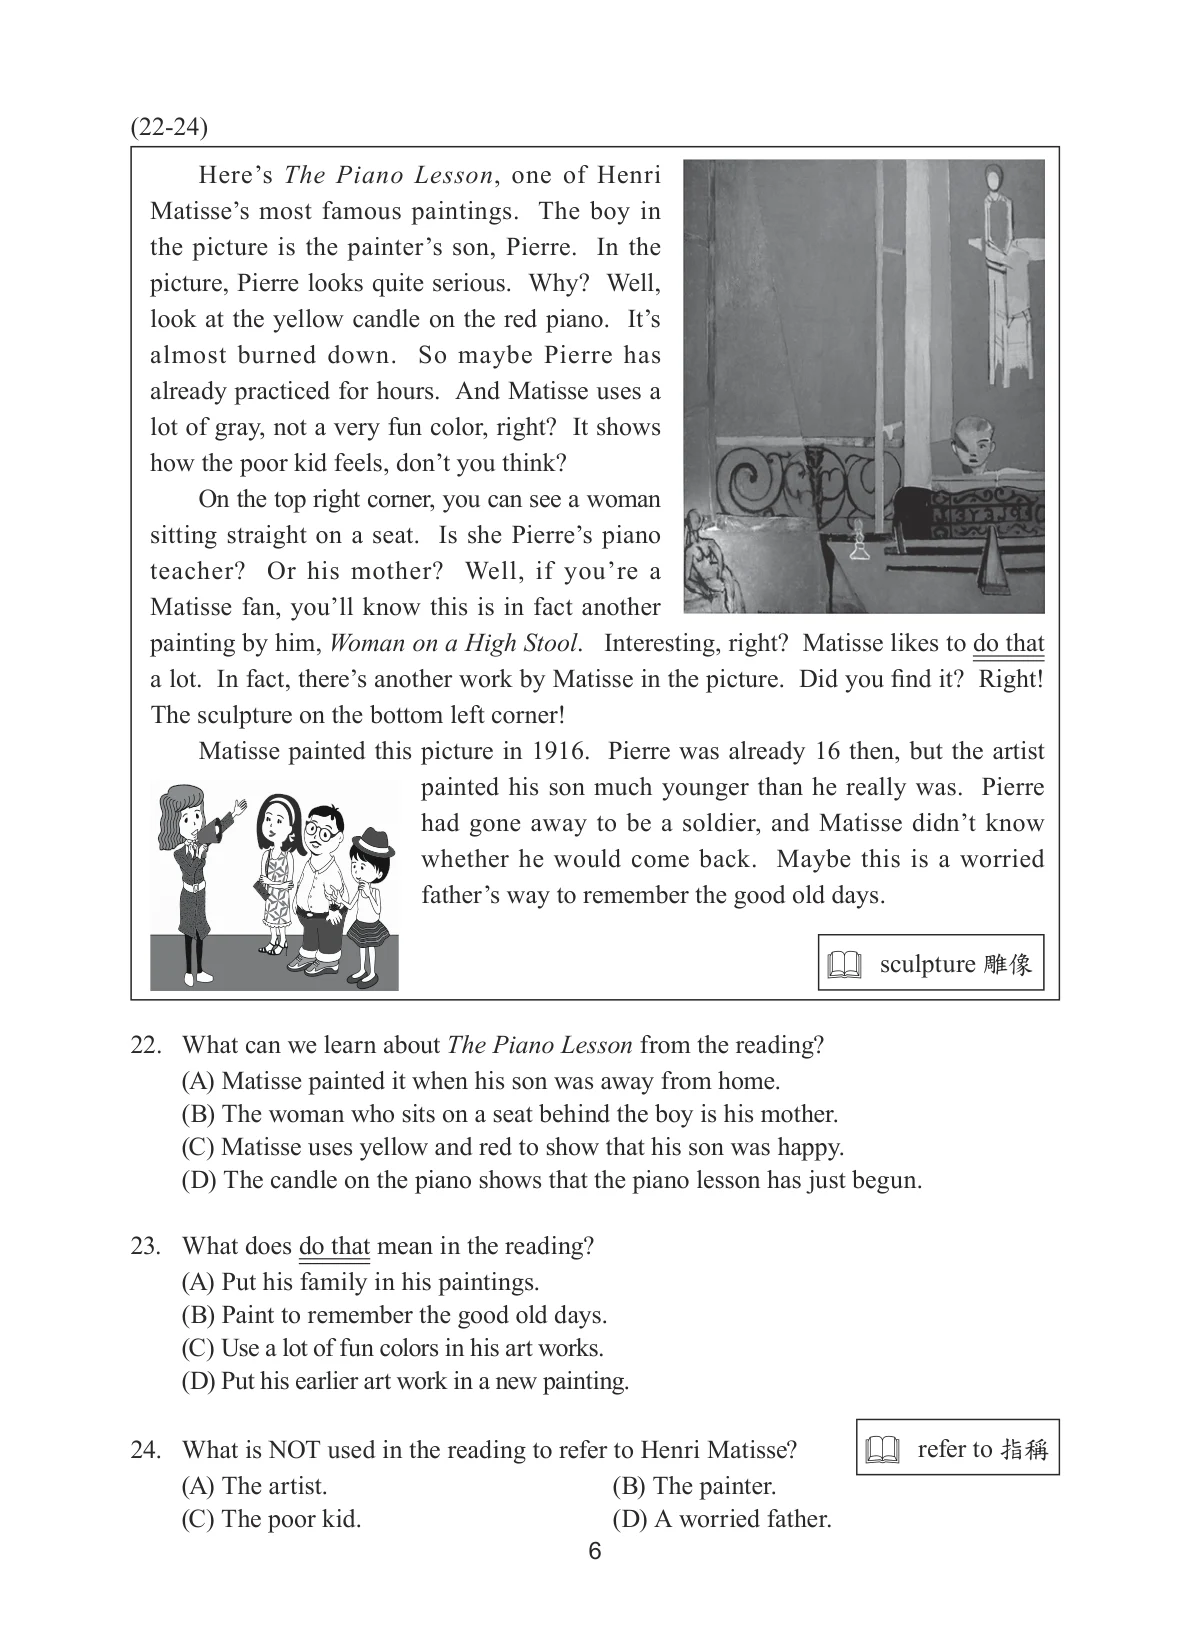 (22-24)
Here's The Piano Lesson, one of Henri
Matisse's most famous paintings. The boy in
the picture is the painter's son, Pierre. In the
picture, Pierre looks quite serious. Why? Well,
look at the yellow candle on the red piano. It's
almost burned down. So maybe Pierre has
already practiced for hours. And Matisse uses a
lot of gray, not a very fun color, right? It shows
how the poor kid feels, don't you think?
On the top right corner, you can see a woman
sitting straight on a seat. Is she Pierre's piano
teacher? Or his mother? Well, if you're a
Matisse fan, you'll know this is in fact another
painting by him, Woman on a High Stool. Interesting, right? Matisse likes to do that
a lot. In fact, there's another work by Matisse in the picture. Did you find it? Right!
The sculpture on the bottom left corner!
Matisse painted this picture in 1916. Pierre was already 16 then, but the artist
painted his son much younger than he really was. Pierre
had gone away to be a soldier, and Matisse didn't know
whether he would come back. Maybe this is a worried
father's way to remember the good old days.
sculpture 雕像
22. What can we learn about The Piano Lesson from the reading?
(A) Matisse painted it when his son was away from home.
(B) The woman who sits on a seat behind the boy is his mother.
(C) Matisse uses yellow and red to show that his son was happy.
(D) The candle on the piano shows that the piano lesson has just begun.
23. What does do that mean in the reading?
(A) Put his family in his paintings.
(B) Paint to remember the good old days.
(C) Use a lot of fun colors in his art works.
(D) Put his earlier art work in a new painting.
24. What is NOT used in the reading to refer to Henri Matisse?
refer to 指稱
(A) The artist. (B) The painter.
(C) The poor kid. (D) A worried father.
6